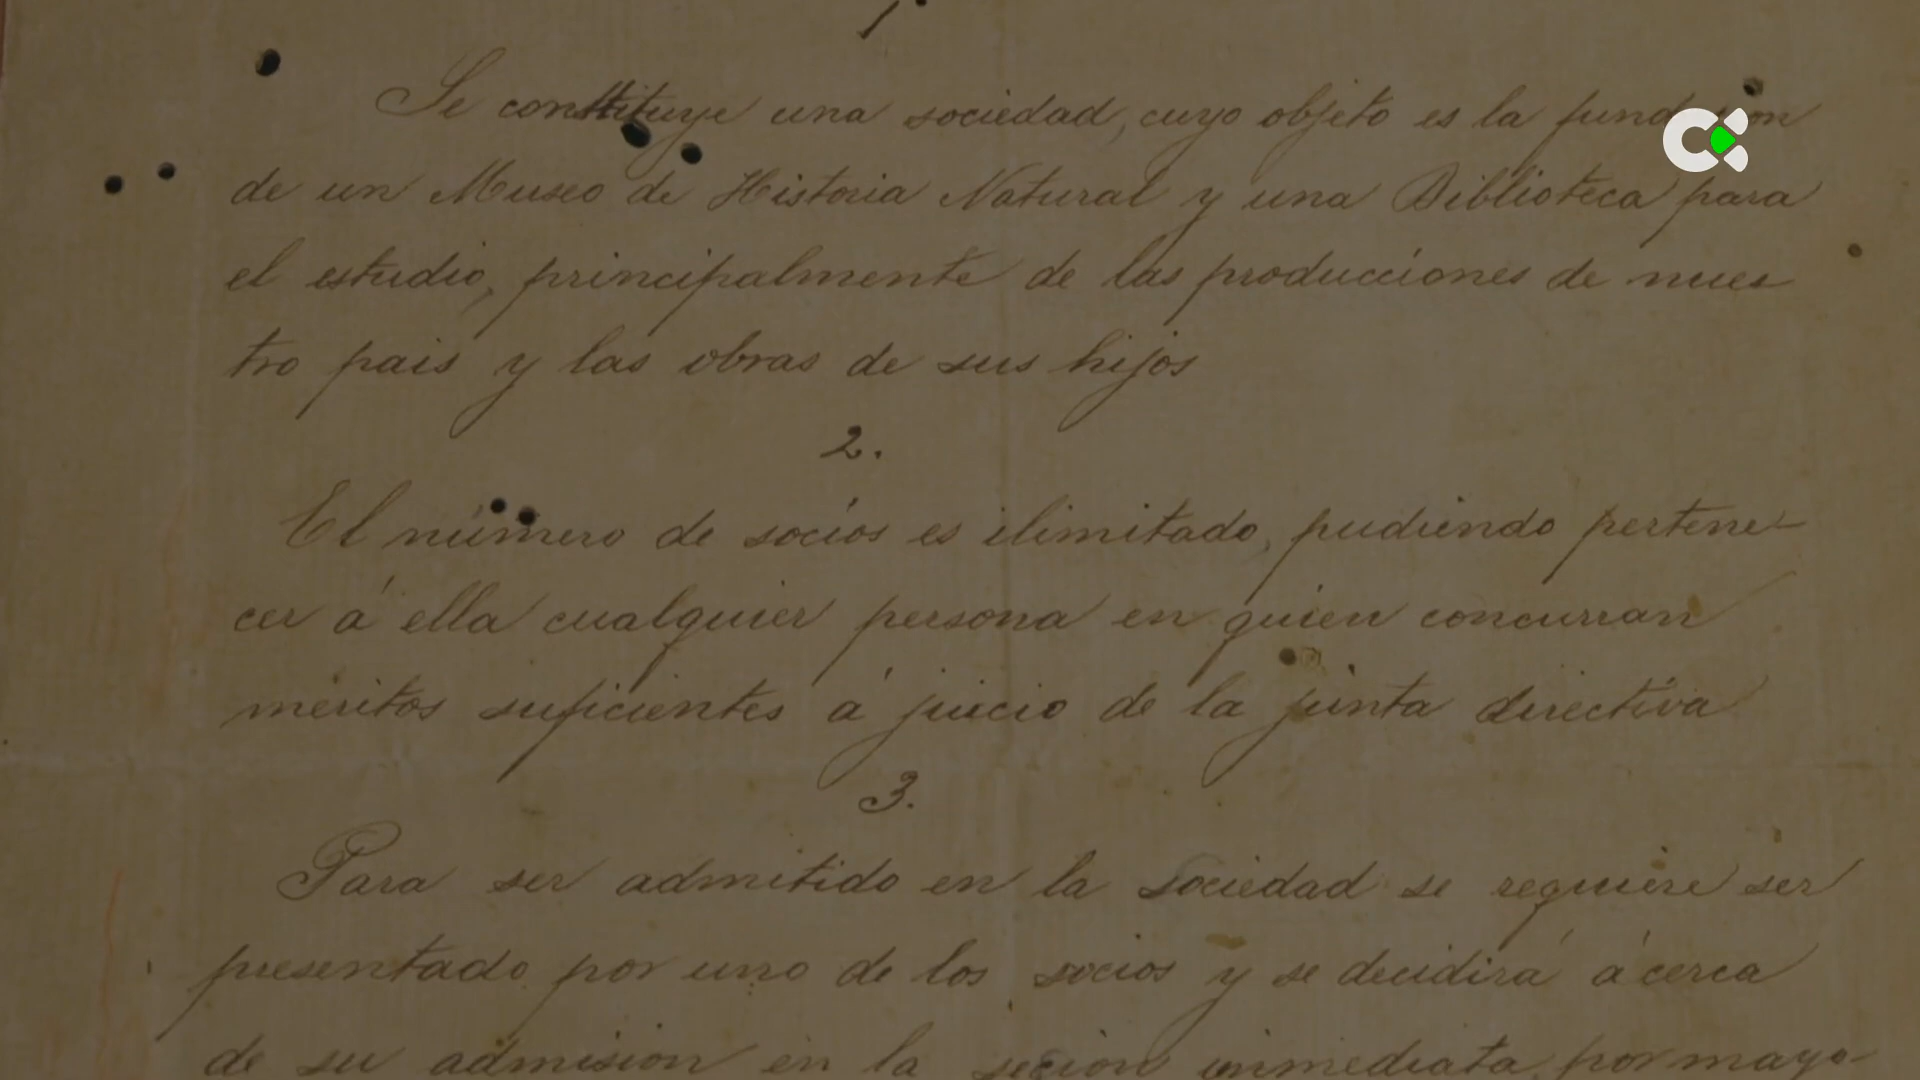 1
Se constituye una sociedad, cuyo objeto es la fundacion
de un Museo de Historia Natural y una Biblioteca para
el estudio, principalmente de las producciones de nues
tro pais y las obras de sus hijos
2.
El número de socios es ilimitado, pudiendo pertene-
cer á ella cualquier persona en quien concurran
méritos suficientes á juicio de la junta directiva
3.
Para ser admitido en la Sociedad se requiere ser
presentado por uno de los socios y se decidirá á cerca
de su admision en la secion inmediata, por mayo-